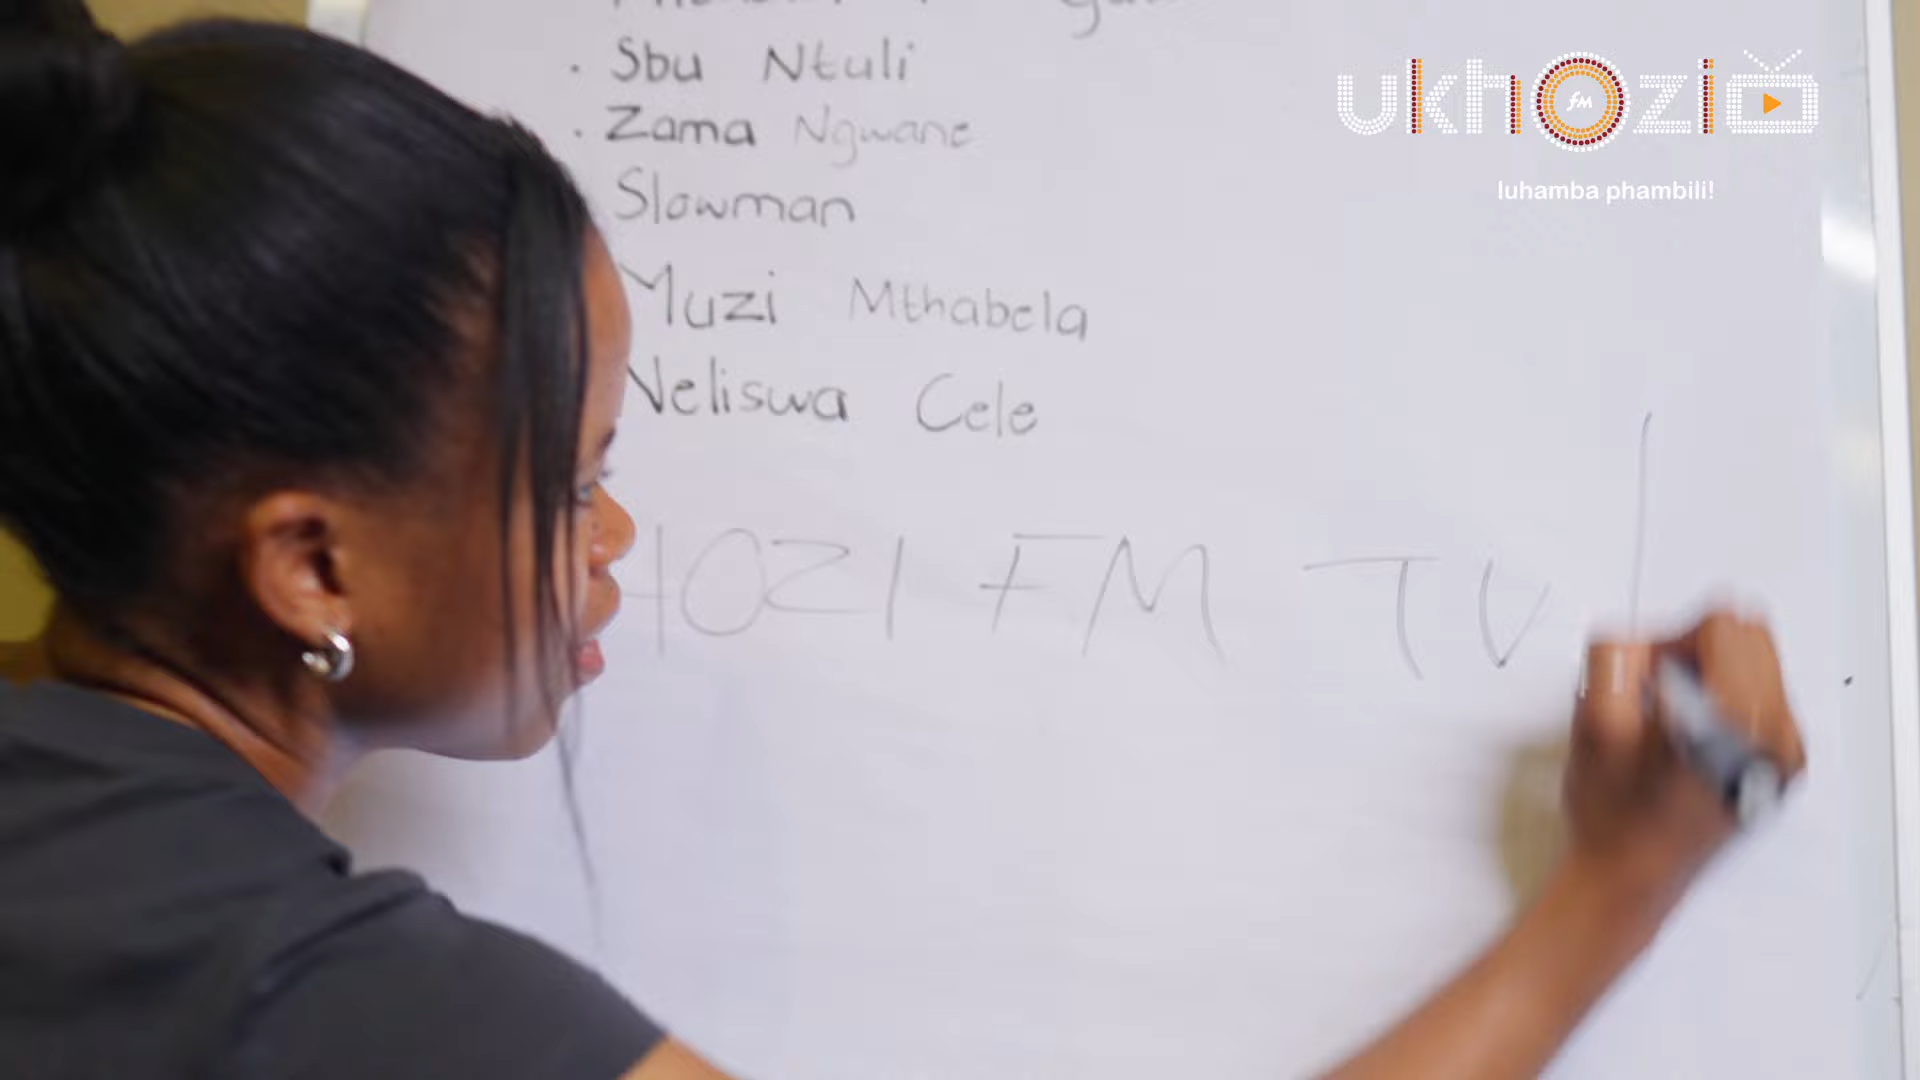 · Sbu Ntuli
· Zama Ngwane
Slowman
Muzi Mthabela
Neliswa Cele
HOZI FM TV
ukhozi fm
luhamba phambili!